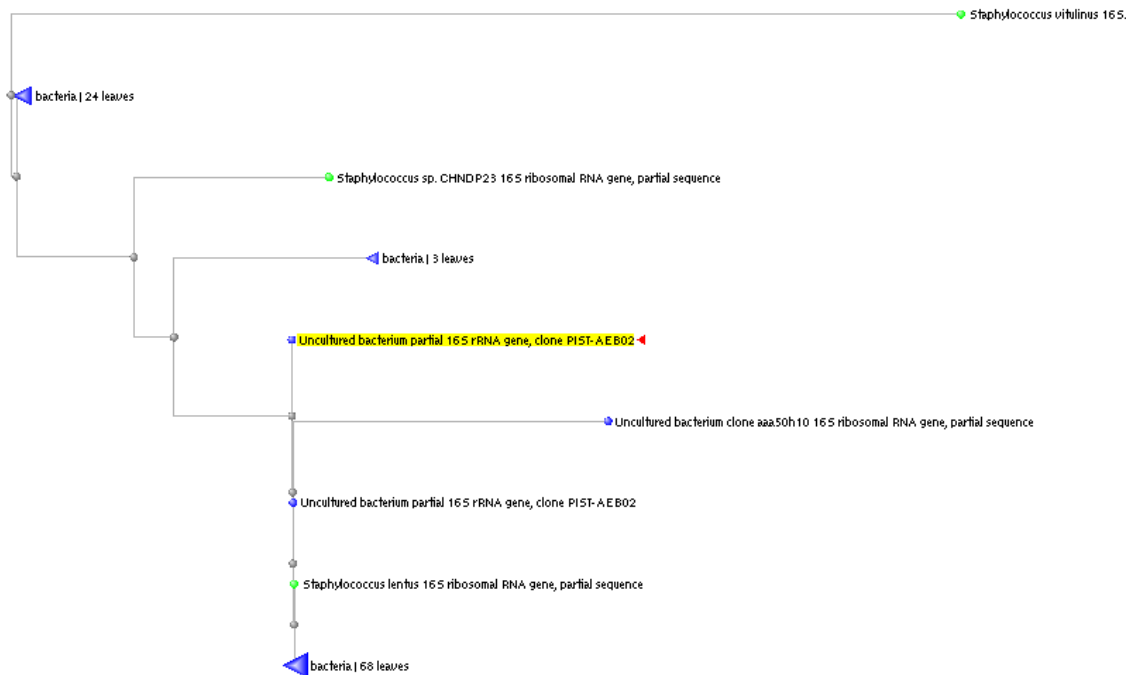 Staphylococcus vitulinus 16S.
bacteria | 24 leaves
Staphylococcus sp. CHNDP23 16S ribosomal RNA gene, partial sequence
bacteria | 3 leaves
Uncultured bacterium partial 16S rRNA gene, clone PIST-AEB02
Uncultured bacterium clone aaa50h10 16S ribosomal RNA gene, partial sequence
Uncultured bacterium partial 16S rRNA gene, clone PIST-AEB02
Staphylococcus lentus 16S ribosomal RNA gene, partial sequence
bacteria | 68 leaves